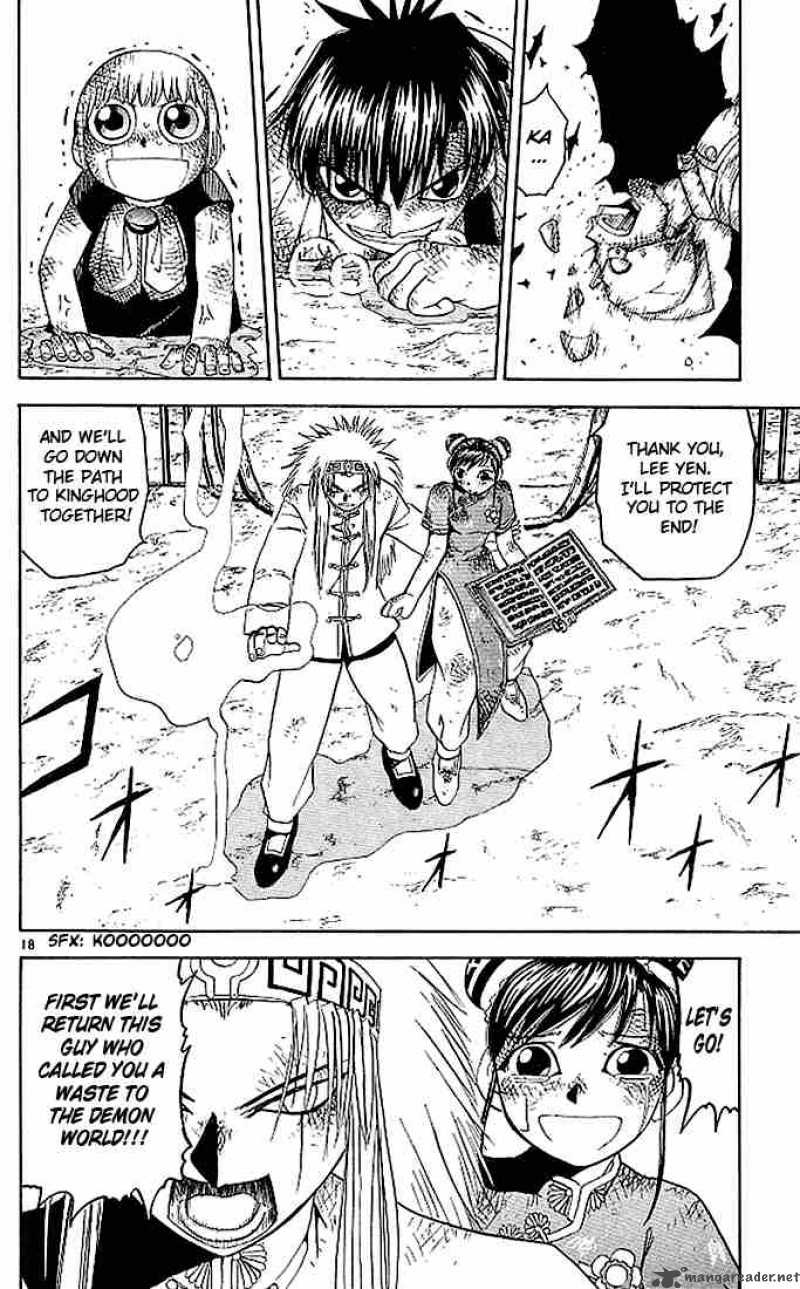 KA
...
THANK YOU,
LEE YEN.
I'LL PROTECT
YOU TO THE
END!
AND WE'LL
GO DOWN
THE PATH
TO KINGHOOD
TOGETHER!
18 SFX: KOOOOOOO
LET'S
GO!
FIRST WE'LL
RETURN THIS
GUY WHO
CALLED YOU A
WASTE TO
THE DEMON
WORLD!!!
mangareader.net